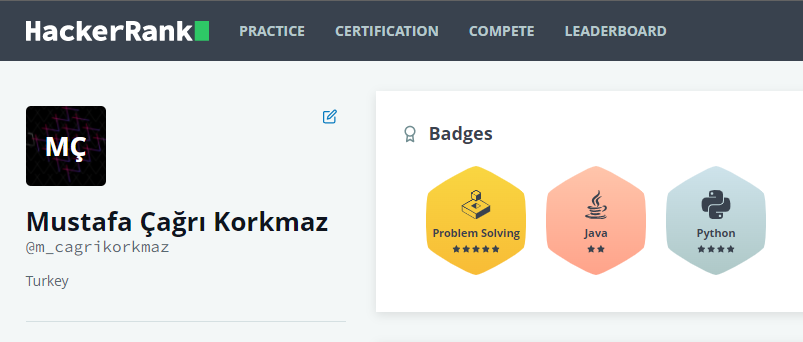 HackerRank PRACTICE CERTIFICATION COMPETE LEADERBOARD
MÇ
Mustafa Çağrı Korkmaz
@m_cagrikorkmaz
Turkey
Badges
Problem Solving
Java
Python